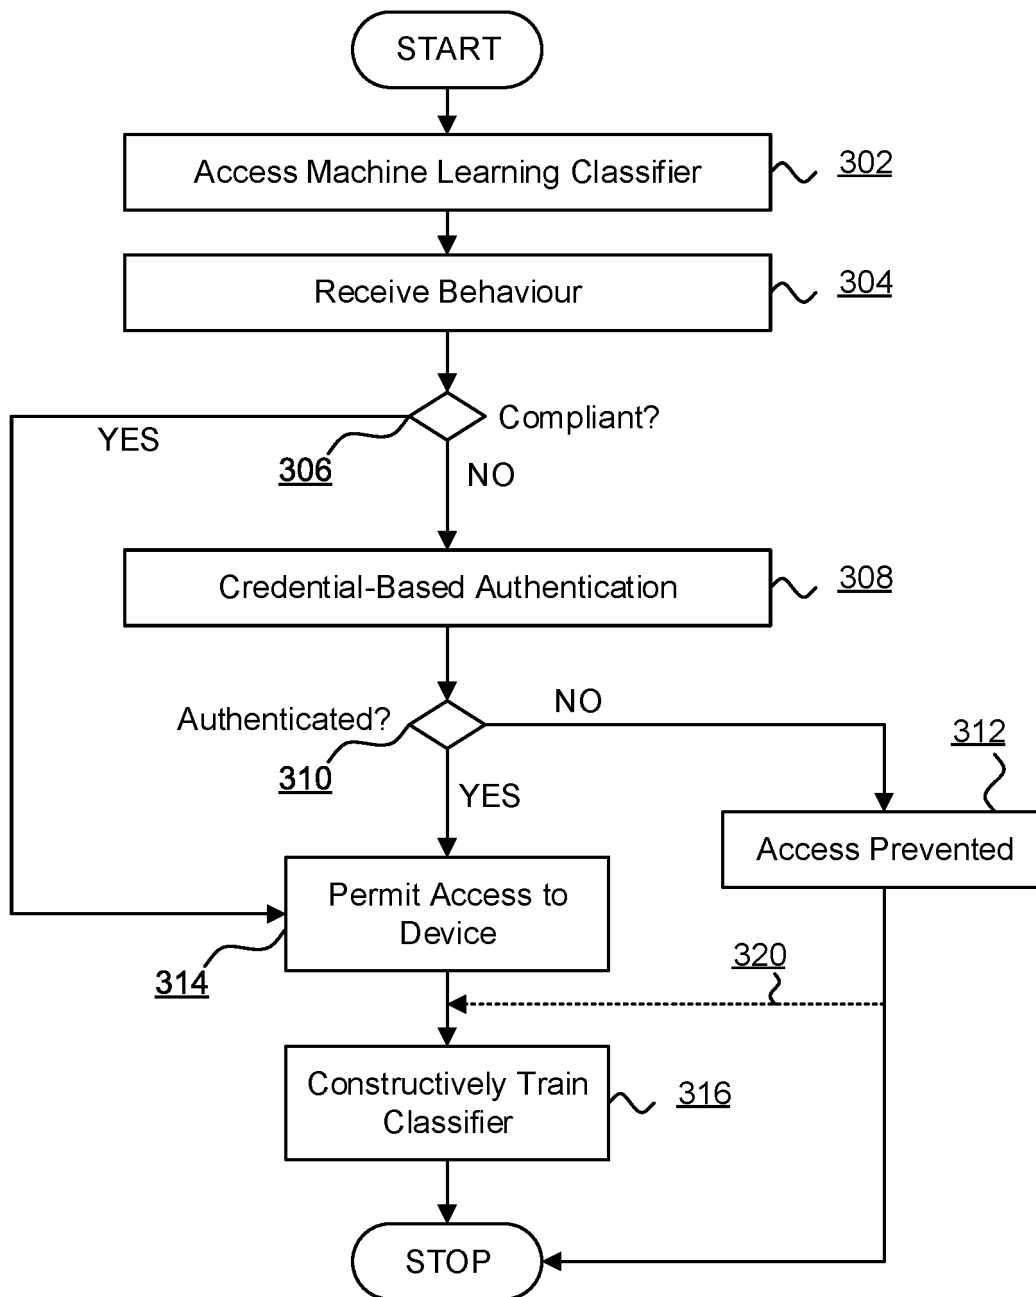 START
Access Machine Learning Classifier
302
Receive Behaviour
304
Compliant?
YES
306
NO
Credential-Based Authentication
308
Authenticated?
NO
310
YES
312
Access Prevented
Permit Access to
Device
314
320
Constructively Train
Classifier
316
STOP